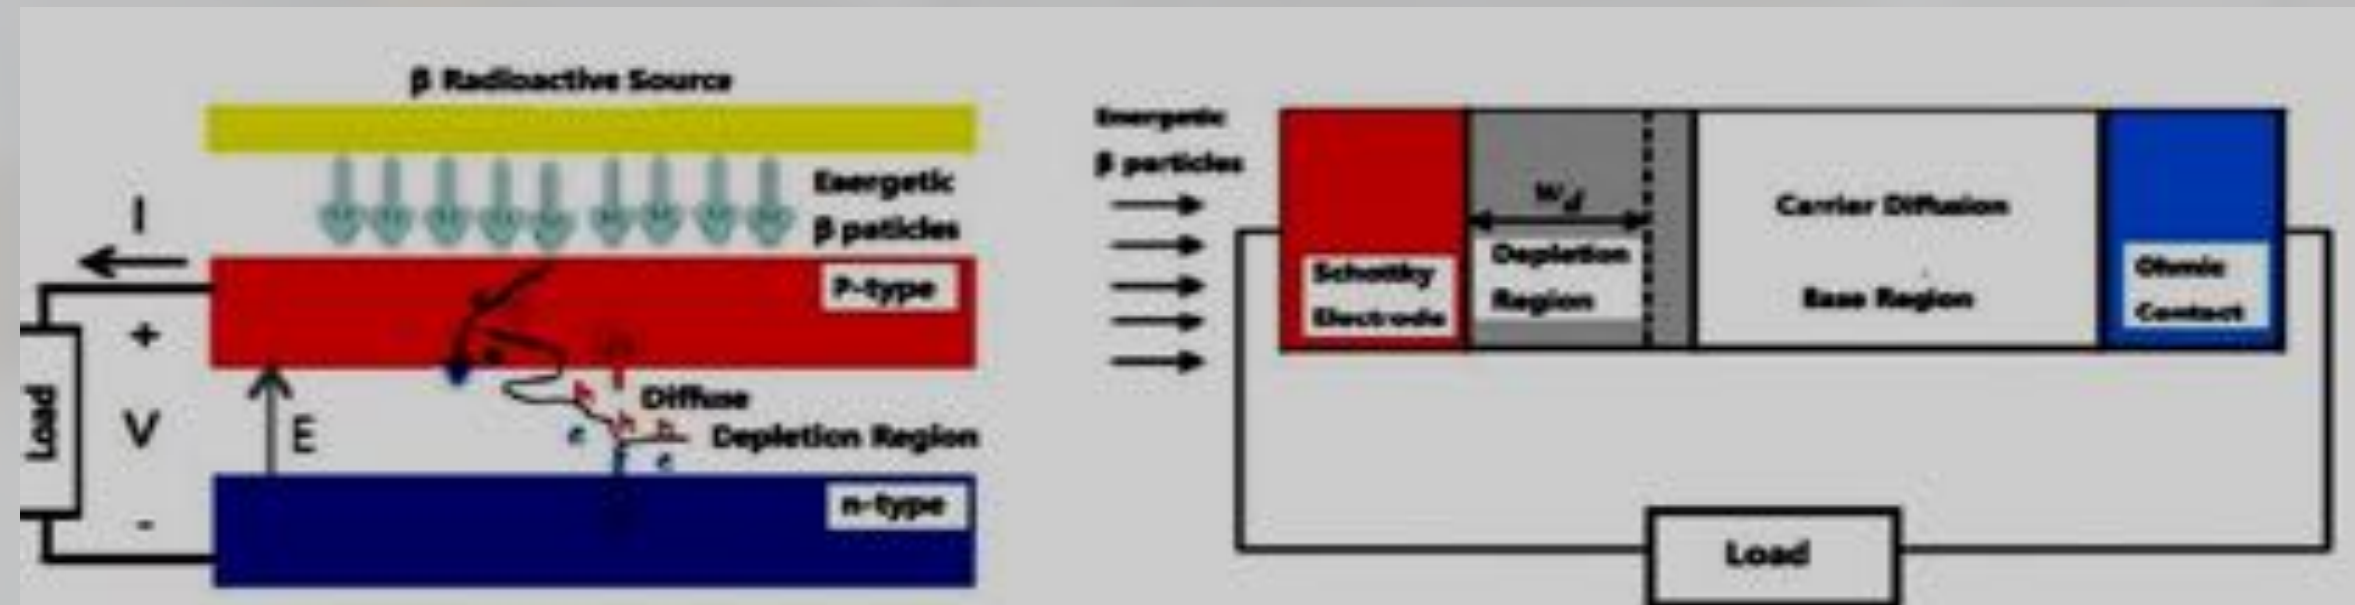 β Radioactive Source
Energetic
β paticles
I
P-type
+
Load
V
E
Diffuse
Depletion Region
h
h
h
e
e
-
n-type
Energetic
β particles
Wd
Depletion
Region
Schottky
Electrode
Carrier Diffusion
Base Region
Ohmic
Contact
Load